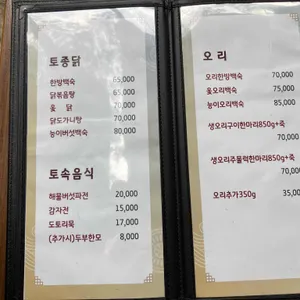 토종닭
한방백숙 65,000
닭볶음탕 65,000
옻 닭 70,000
닭도가니탕 70,000
능이버섯백숙 80,000
토속음식
해물버섯파전 20,000
감자전 15,000
도토리묵 17,000
(추가시)두부한모 8,000
오 리
오리한방백숙 70,000
옻오리백숙 75,000
능이오리백숙 85,000
생오리구이한마리850g+죽
70,000
생오리주물럭한마리850g+죽
70,000
오리추가350g 35,000